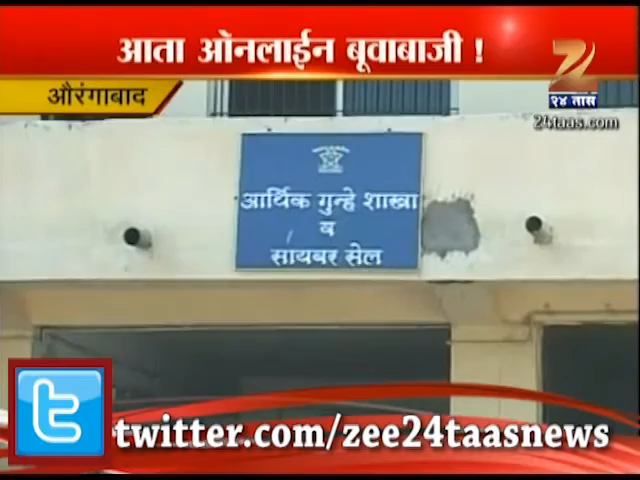 आता ऑनलाईन बूवाबाजी !
औरंगाबाद
२४ तास
24taas.com
आर्थिक गुन्हे शाखा
व
सायबर सेल
twitter.com/zee24taasnews